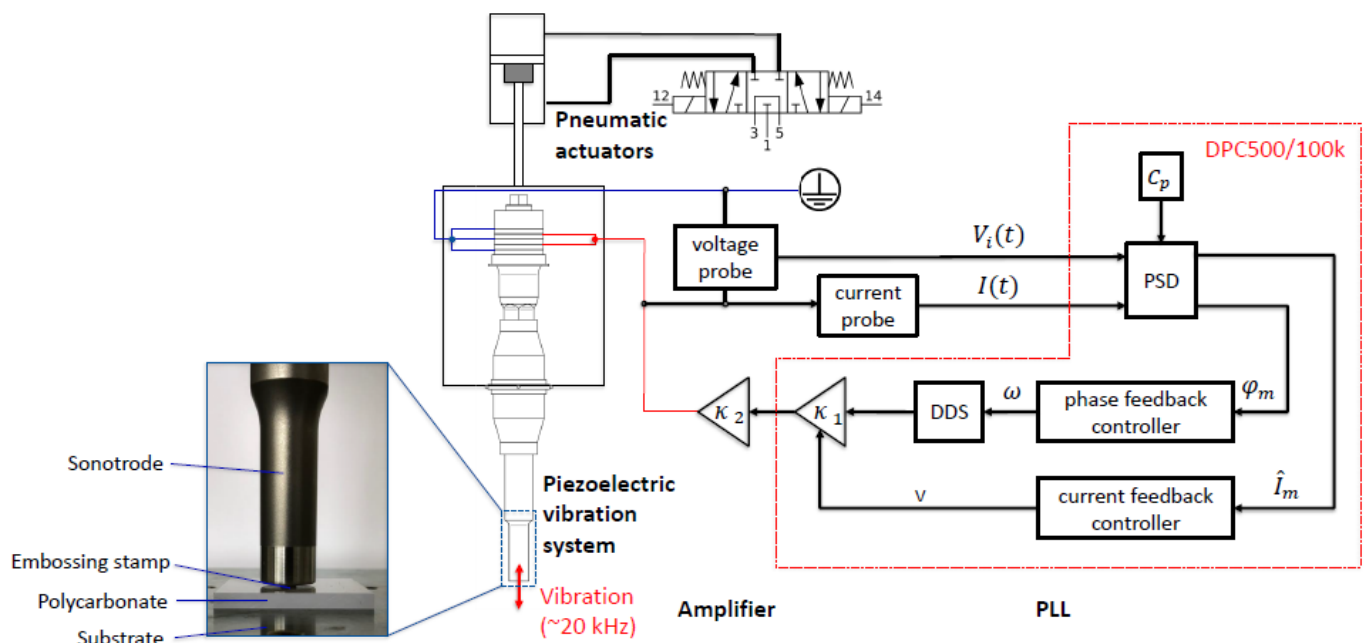 12
14
3
5
1
Pneumatic
actuators
DPC500/100k
C_p
voltage
probe
V_i(t)
PSD
current
probe
I(t)
κ_2
κ_1
DDS
ω
phase feedback
controller
φ_m
Sonotrode
Piezoelectric
vibration
system
V
current feedback
controller
Î_m
Embossing stamp
Polycarbonate
Substrate
Vibration
(~20 kHz)
Amplifier
PLL